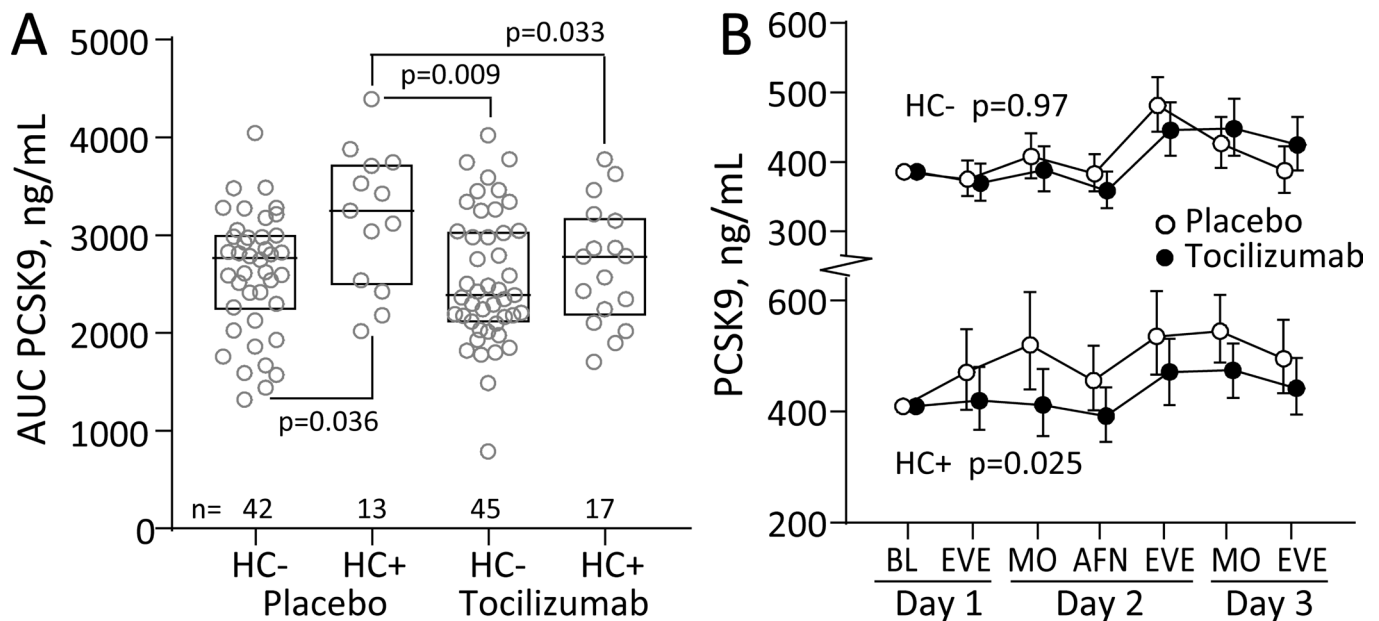 A
AUC PCSK9, ng/mL
5000
4000
3000
2000
1000
0
p=0.033
p=0.009
p=0.036
n= 42 13 45 17
HC- HC+ HC- HC+
Placebo Tocilizumab
B
PCSK9, ng/mL
600
500
400
300
600
400
200
HC- p=0.97
Placebo
Tocilizumab
HC+ p=0.025
BL EVE MO AFN EVE MO EVE
Day 1 Day 2 Day 3